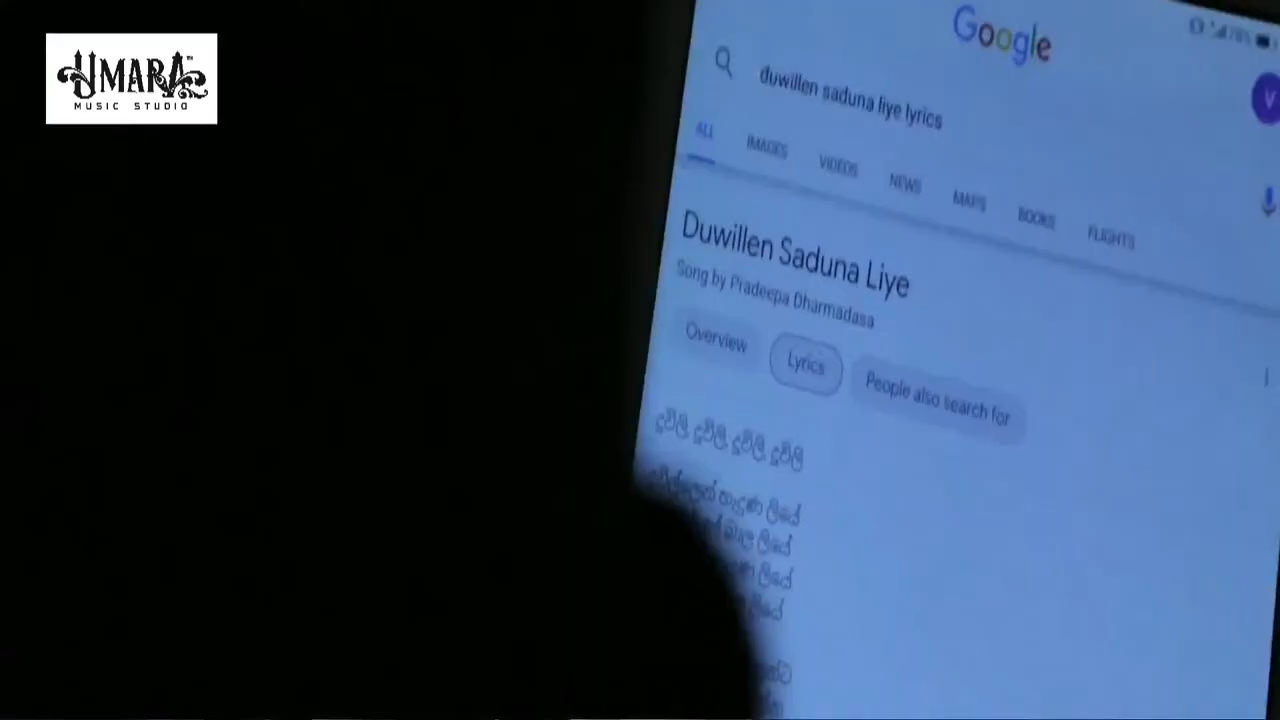 UMARA
MUSIC STUDIO
Google
duwillen saduna liye lyrics
ALL IMAGES VIDEOS NEWS MAPS BOOKS FLIGHTS
V
Duwillen Saduna Liye
Song by Pradeepa Dharmadasa
Overview Lyrics People also search for
දූවිලි, දූවිලි, දූවිලි, දූවිලි
හැදුණ ලියේ
බාල ලියේ
ලියේ
ලියේ